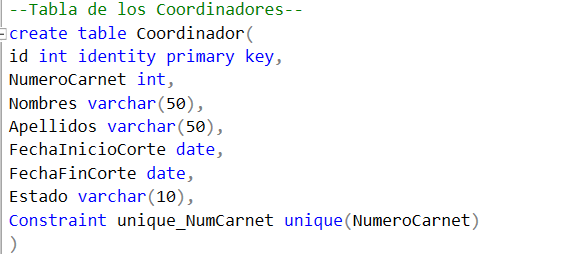 --Tabla de los Coordinadores--
create table Coordinador(
id int identity primary key,
NumeroCarnet int,
Nombres varchar(50),
Apellidos varchar(50),
FechaInicioCorte date,
FechaFinCorte date,
Estado varchar(10),
Constraint unique_NumCarnet unique(NumeroCarnet)
)